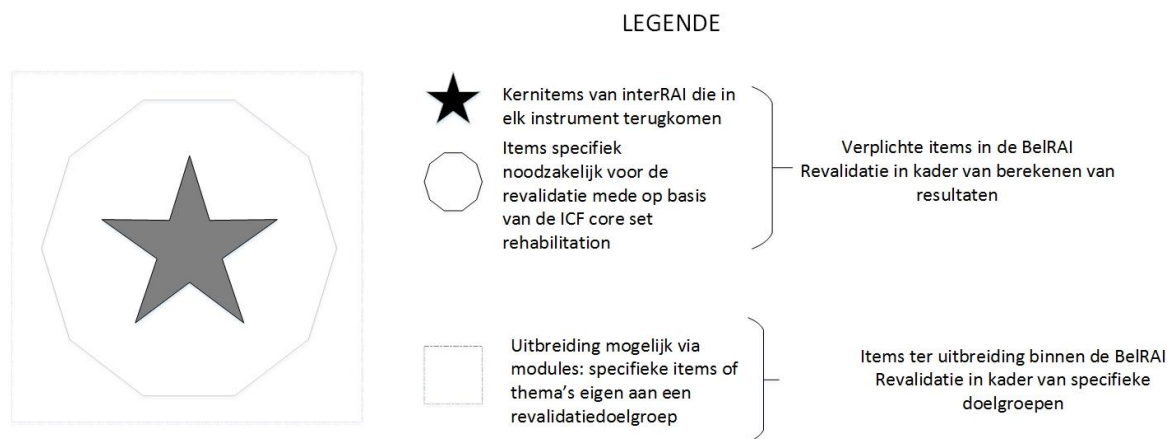 LEGENDE
Kernitems van interRAI die in
elk instrument terugkomen
Items specifiek
noodzakelijk voor de
revalidatie mede op basis
van de ICF core set
rehabilitation
Verplichte items in de BelRAI
Revalidatie in kader van berekenen van
resultaten
Uitbreiding mogelijk via
modules: specifieke items of
thema's eigen aan een
revalidatiedoelgroep
Items ter uitbreiding binnen de BelRAI
Revalidatie in kader van specifieke
doelgroepen